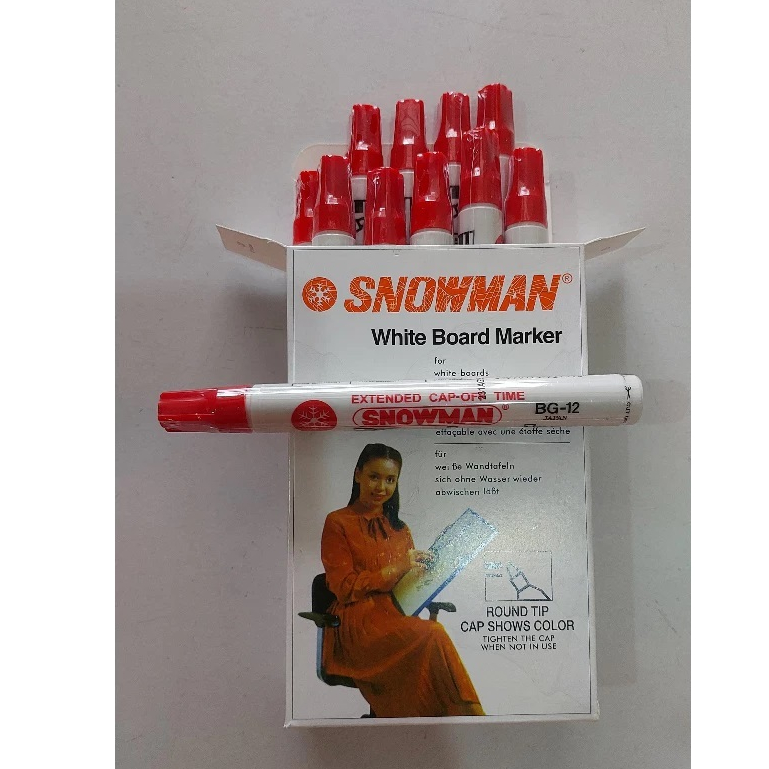 SNOWMAN®
White Board Marker
for
white boards
EXTENDED CAP-OFF TIME
SNOWMAN®
BG-12
JAPAN
effaçable avec une étoffe sèche
für
weiße Wandtafeln
sich ohne Wasser wieder
abwischen läßt
ROUND TIP
CAP SHOWS COLOR
TIGHTEN THE CAP
WHEN NOT IN USE